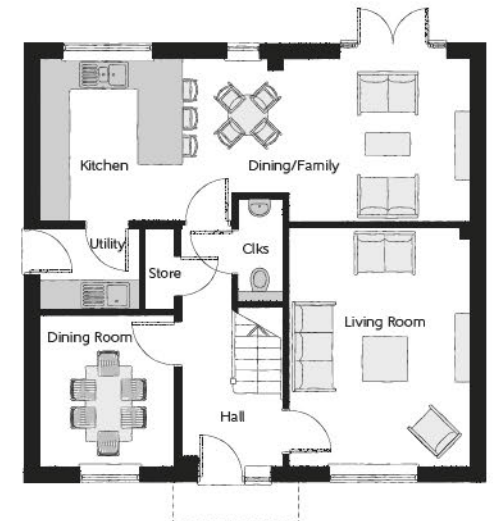 Kitchen
Dining/Family
Utility
Clks
Store
Living Room
Dining Room
Hall